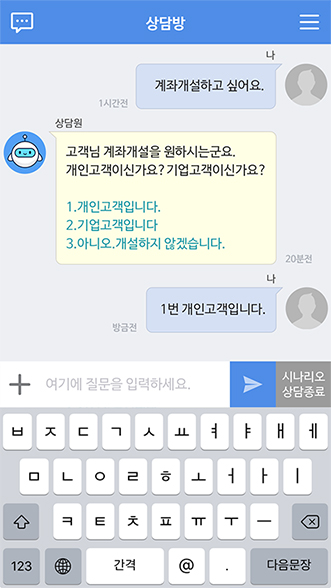 상담방
나
계좌개설하고 싶어요.
1시간전
상담원
고객님 계좌개설을 원하시는군요.
개인고객이신가요? 기업고객이신가요?
1.개인고객입니다.
2.기업고객입니다
3.아니오.개설하지 않겠습니다.
20분전
나
1번 개인고객입니다.
방금전
여기에 질문을 입력하세요.
시나리오
상담종료
ㅂ ㅈ ㄷ ㄱ ㅅ ㅛ ㅕ ㅑ ㅐ ㅔ
ㅁ ㄴ ㅇ ㄹ ㅎ ㅗ ㅓ ㅏ ㅣ
ㅋ ㅌ ㅊ ㅍ ㅠ ㅜ ㅡ
123 간격 @ . 다음문장